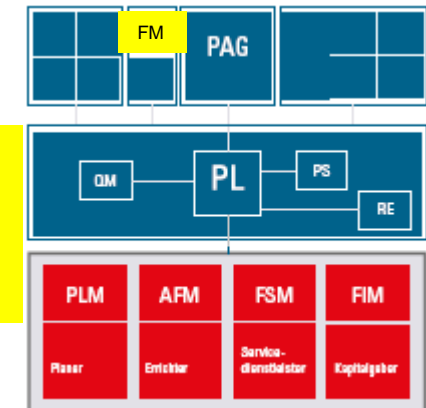 FM
PAG
QM
PL
PS
RE
PLM AFM FSM FIM
Planer Errichter Service-
dienstleister Kapitalgeber